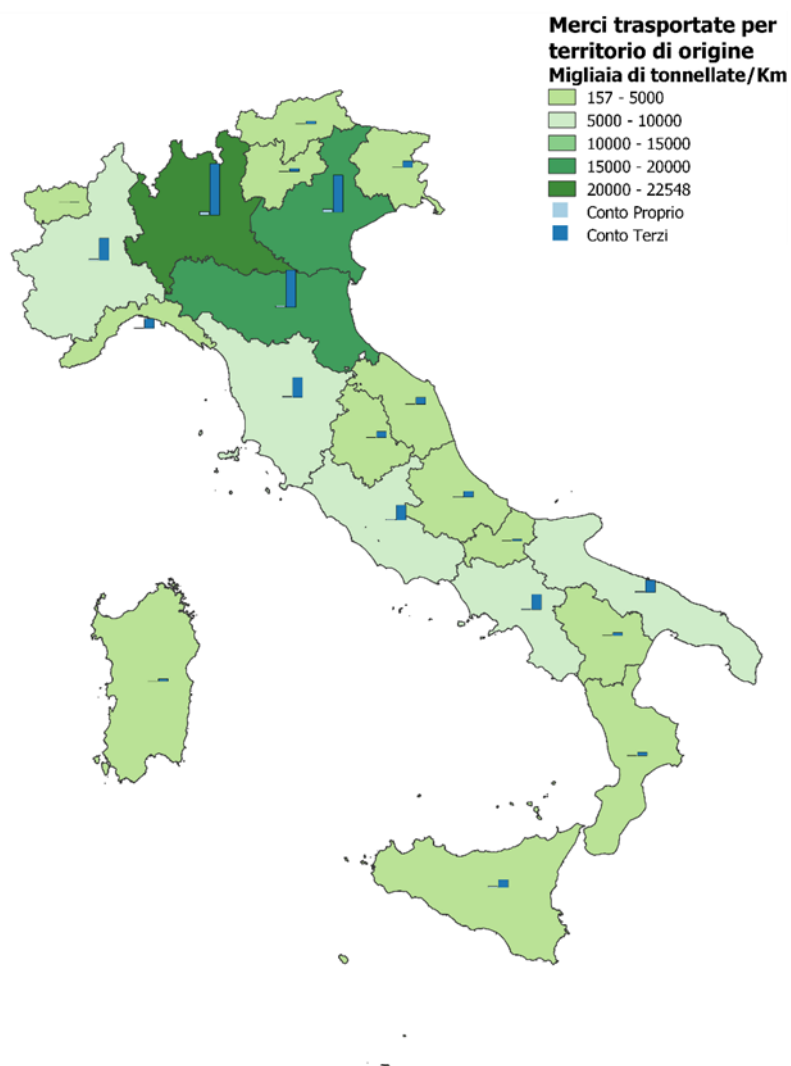 Merci trasportate per
territorio di origine
Migliaia di tonnellate/Km
157 - 5000
5000 - 10000
10000 - 15000
15000 - 20000
20000 - 22548
Conto Proprio
Conto Terzi